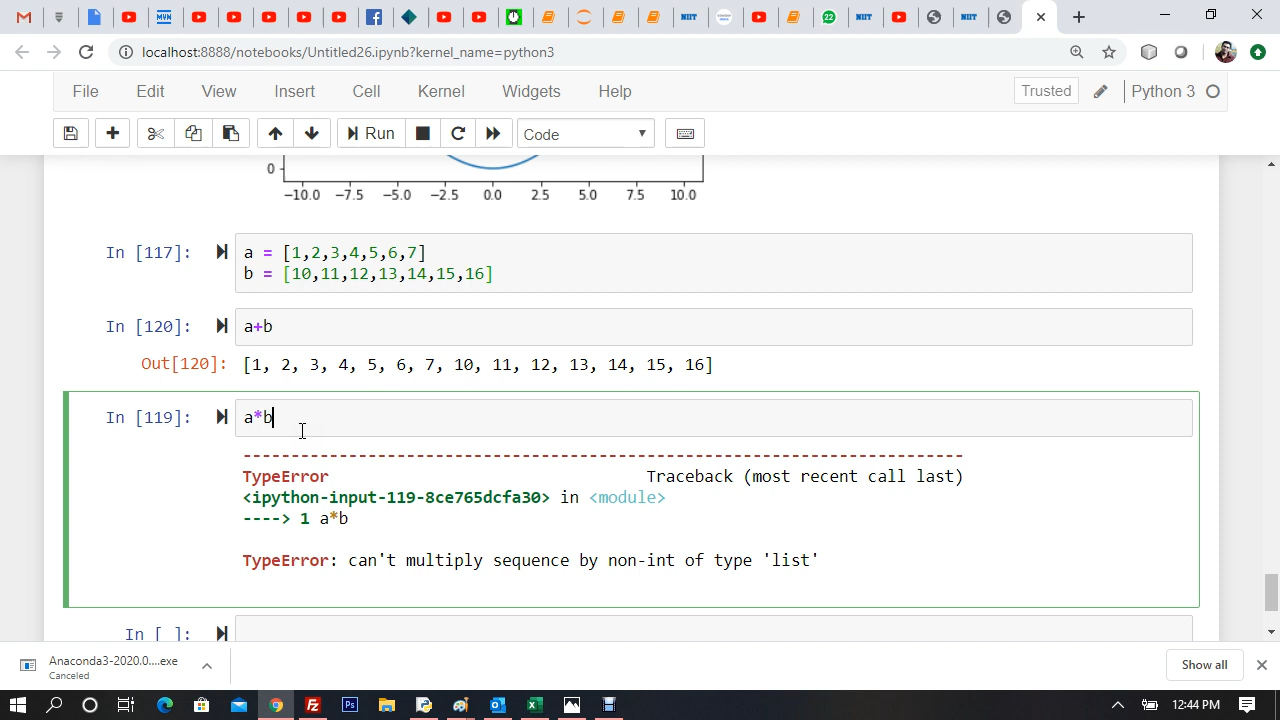 22
localhost:8888/notebooks/Untitled26.ipynb?kernel_name=python3
File Edit View Insert Cell Kernel Widgets Help Trusted Python 3
Run Code
0
−10.0 −7.5 −5.0 −2.5 0.0 2.5 5.0 7.5 10.0
In [117]: a = [1,2,3,4,5,6,7]
b = [10,11,12,13,14,15,16]
In [120]: a+b
Out[120]: [1, 2, 3, 4, 5, 6, 7, 10, 11, 12, 13, 14, 15, 16]
In [119]: a*b
---------------------------------------------------------------------------
TypeError Traceback (most recent call last)
<ipython-input-119-8ce765dcfa30> in <module>
----> 1 a*b
TypeError: can't multiply sequence by non-int of type 'list'
In [ ]:
Anaconda3-2020.0....exe
Canceled
Show all
12:44 PM